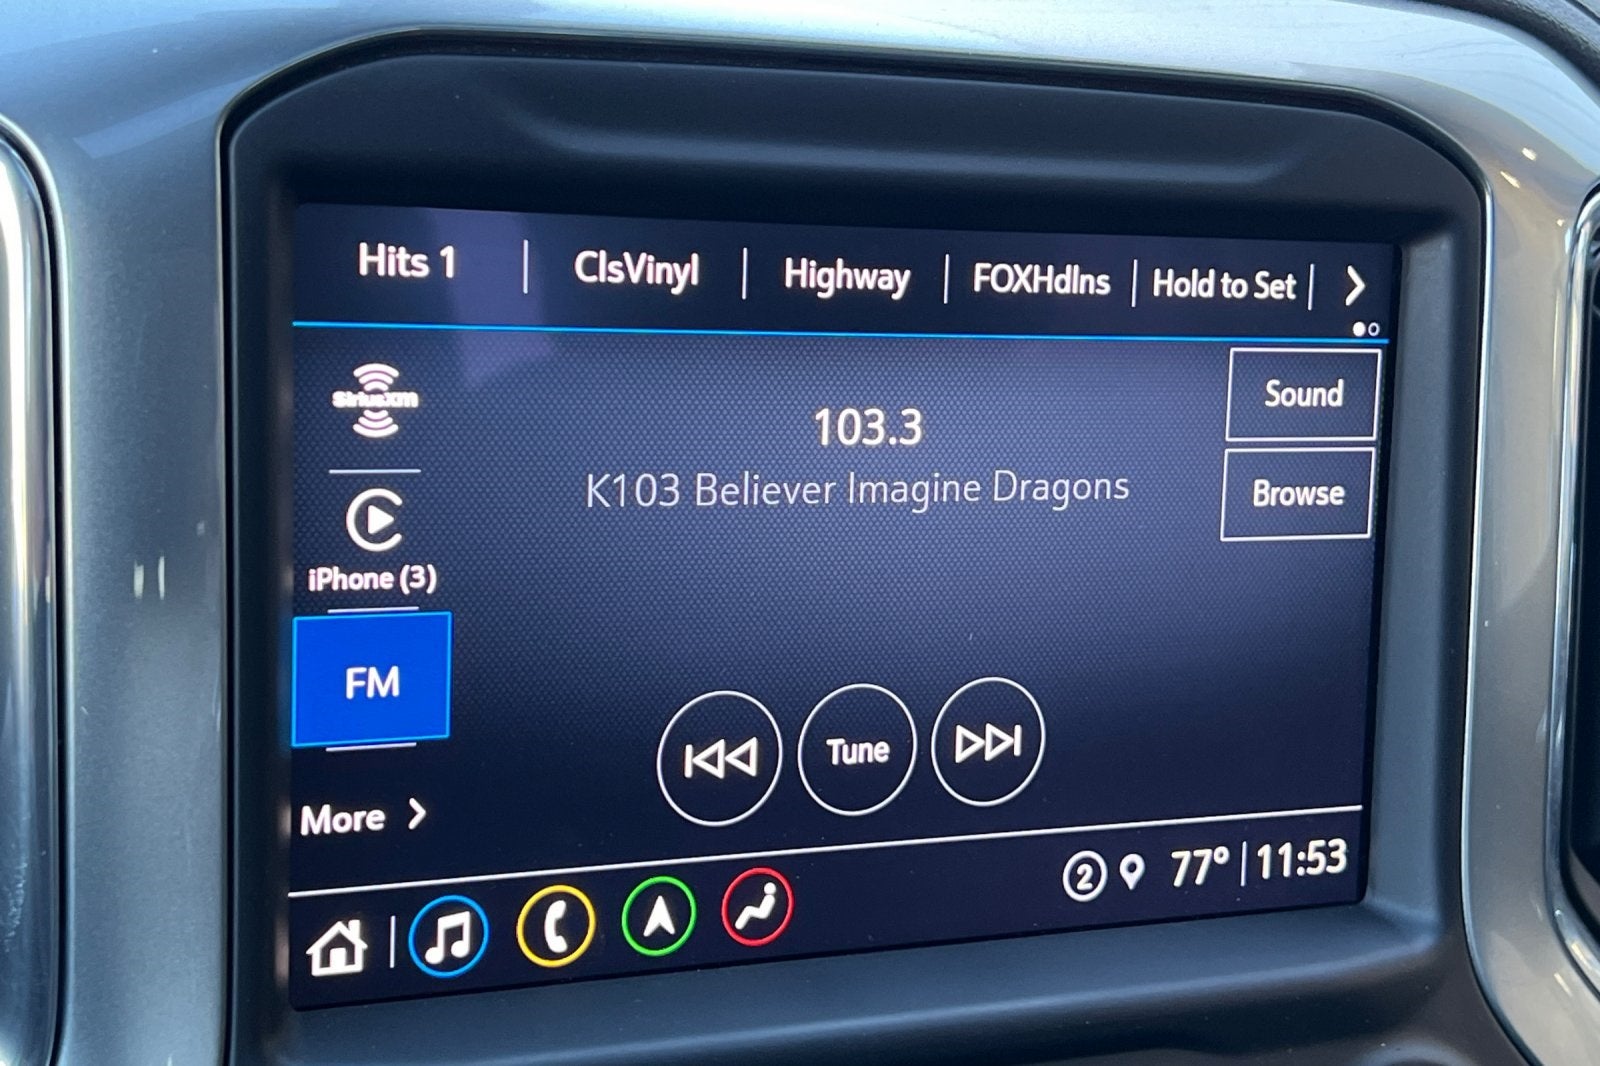 Hits 1 | ClsVinyl | Highway | FOXHdlns | Hold to Set |
siriusxm
Sound
103.3
K103 Believer Imagine Dragons
Browse
iPhone (3)
FM
Tune
More
2 77° | 11:53